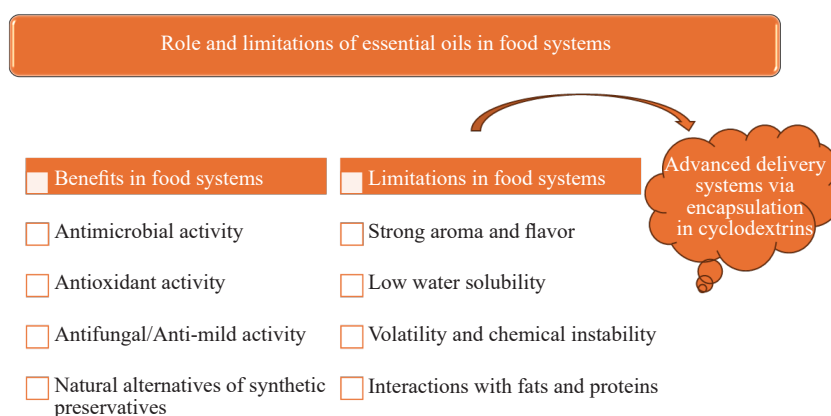 Role and limitations of essential oils in food systems
Benefits in food systems
Antimicrobial activity
Antioxidant activity
Antifungal/Anti-mild activity
Natural alternatives of synthetic
preservatives
Limitations in food systems
Strong aroma and flavor
Low water solubility
Volatility and chemical instability
Interactions with fats and proteins
Advanced delivery
systems via
encapsulation
in cyclodextrins